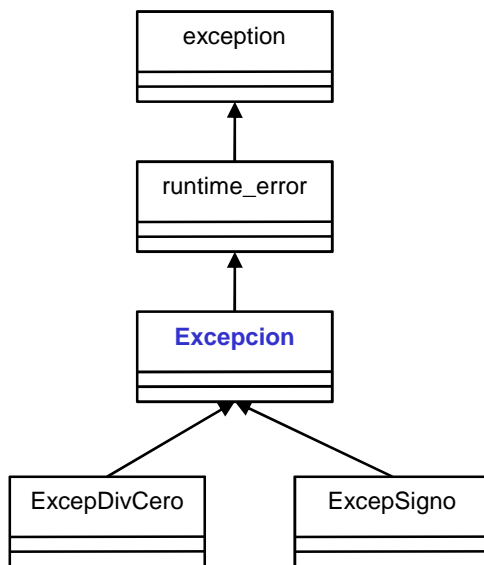 exception
runtime_error
Excepcion
ExcepDivCero
ExcepSigno